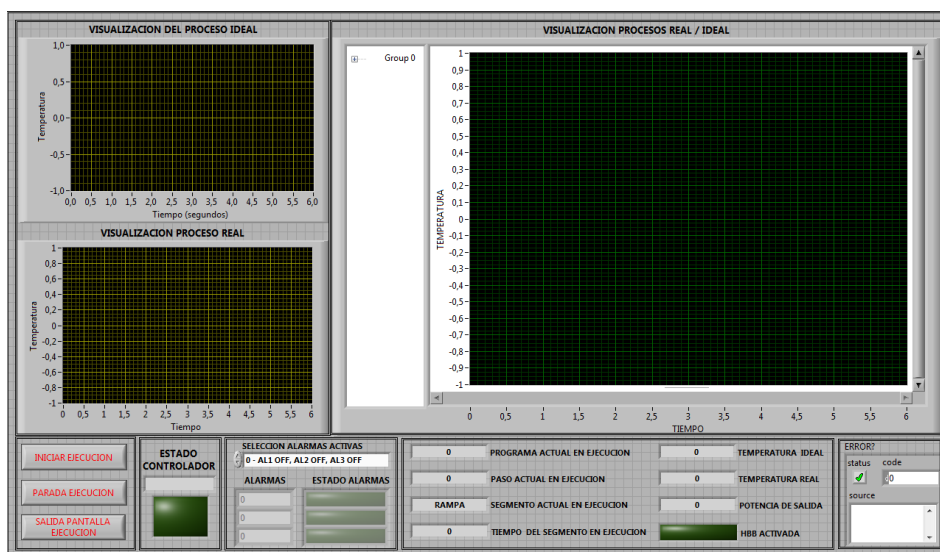 VISUALIZACION DEL PROCESO IDEAL
1,0
0,5
0,0
-0,5
-1,0
Temperatura
0,0 0,5 1,0 1,5 2,0 2,5 3,0 3,5 4,0 4,5 5,0 5,5 6,0
Tiempo (segundos)
VISUALIZACION PROCESO REAL
1
0,8
0,6
0,4
0,2
0
-0,2
-0,4
-0,6
-0,8
-1
Temperatura
0 0,5 1 1,5 2 2,5 3 3,5 4 4,5 5 5,5 6
Tiempo
VISUALIZACION PROCESOS REAL / IDEAL
Group 0
1
0,9
0,8
0,7
0,6
0,5
0,4
0,3
0,2
0,1
0
-0,1
-0,2
-0,3
-0,4
-0,5
-0,6
-0,7
-0,8
-0,9
-1
TEMPERATURA
0 0,5 1 1,5 2 2,5 3 3,5 4 4,5 5 5,5 6
TIEMPO
INICIAR EJECUCION
PARADA EJECUCION
SALIDA PANTALLA
EJECUCION
ESTADO
CONTROLADOR
SELECCION ALARMAS ACTIVAS
0 - AL1 OFF, AL2 OFF, AL3 OFF
ALARMAS ESTADO ALARMAS
0
0
0
0 PROGRAMA ACTUAL EN EJECUCION
0 PASO ACTUAL EN EJECUCION
RAMPA SEGMENTO ACTUAL EN EJECUCION
0 TIEMPO DEL SEGMENTO EN EJECUCION
0 TEMPERATURA IDEAL
0 TEMPERATURA REAL
0 POTENCIA DE SALIDA
HBB ACTIVADA
ERROR?
status code
0
source